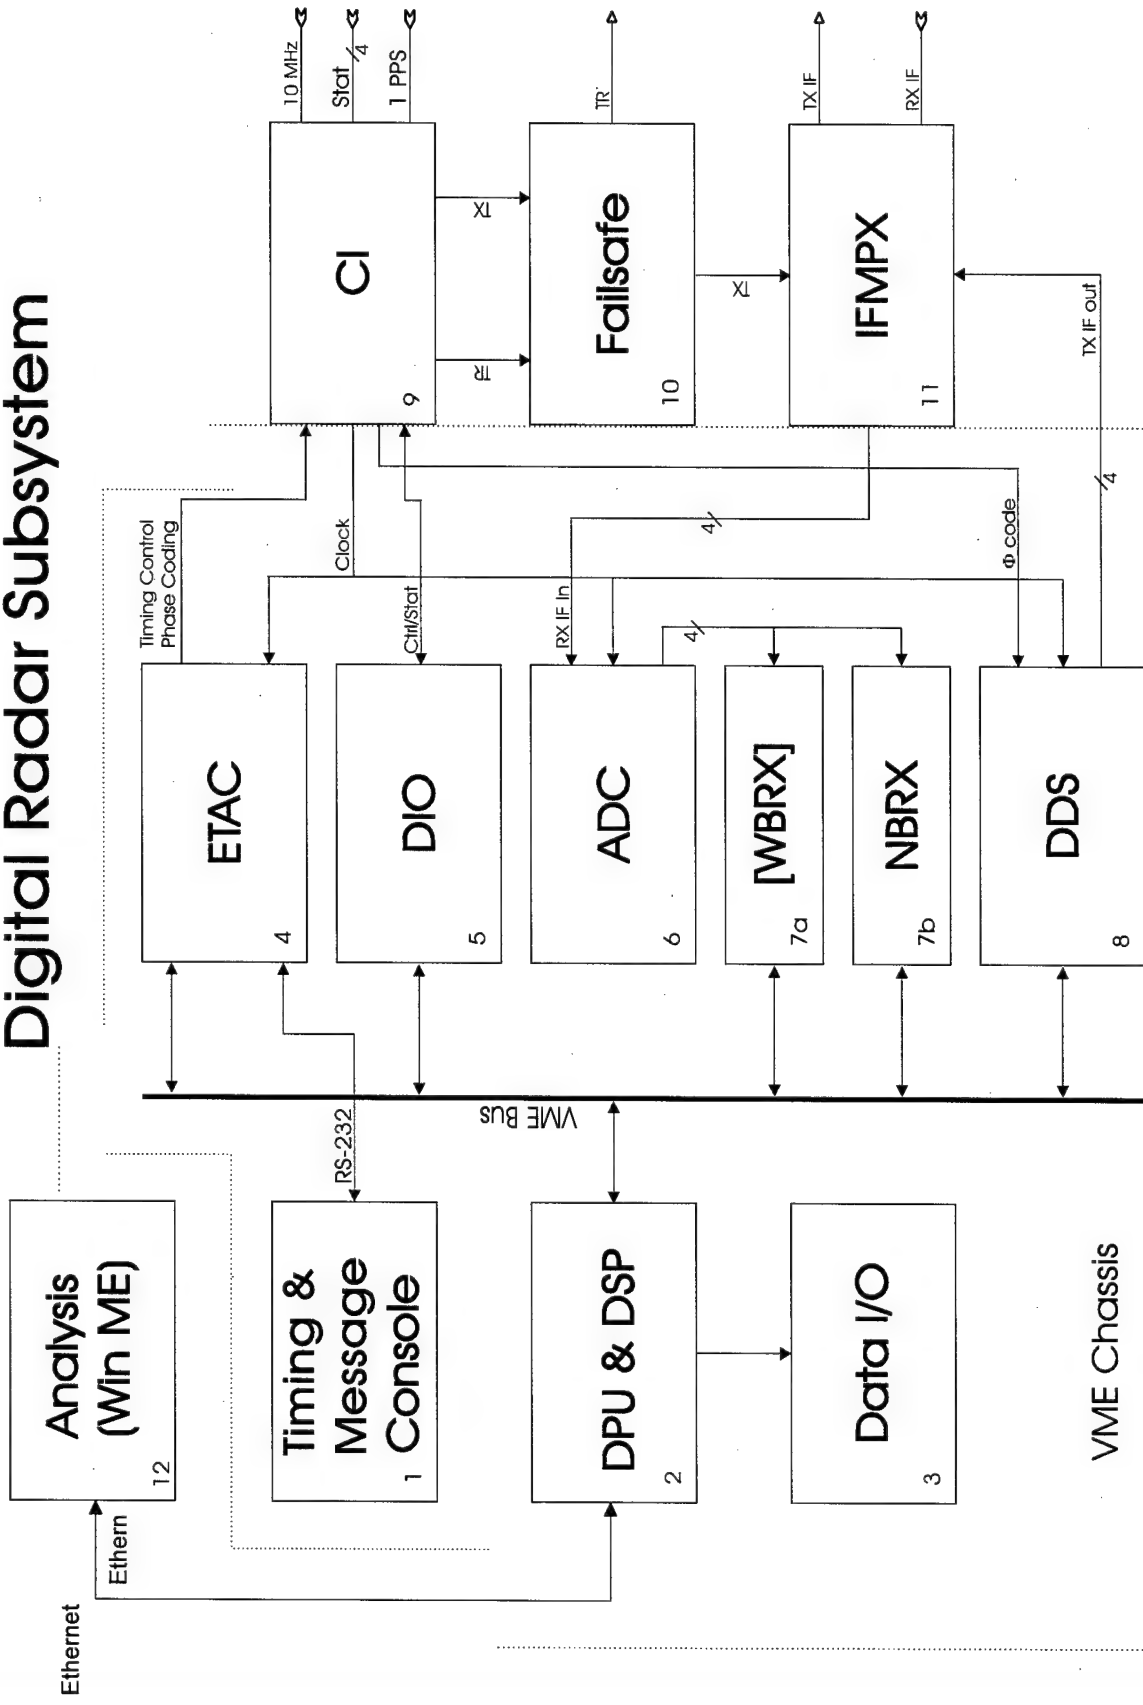 Digital Radar Subsystem
Ethernet
Ethern
Analysis
(Win ME)
12
Timing &
Message
Console
1
RS-232
DPU & DSP
2
Data I/O
3
VME Chassis
VME Bus
Timing Control
Phase Coding
ETAC
4
Clock
DIO
5
Ctrl/Stat
RX IF In
ADC
6
4
4
[WBRX]
7a
NBRX
7b
Φ code
DDS
8
4
TX IF out
CI
9
10 MHz
Stat
4
1 PPS
TR
TX
Failsafe
10
TR'
TX
IFMPX
11
TX IF
RX IF